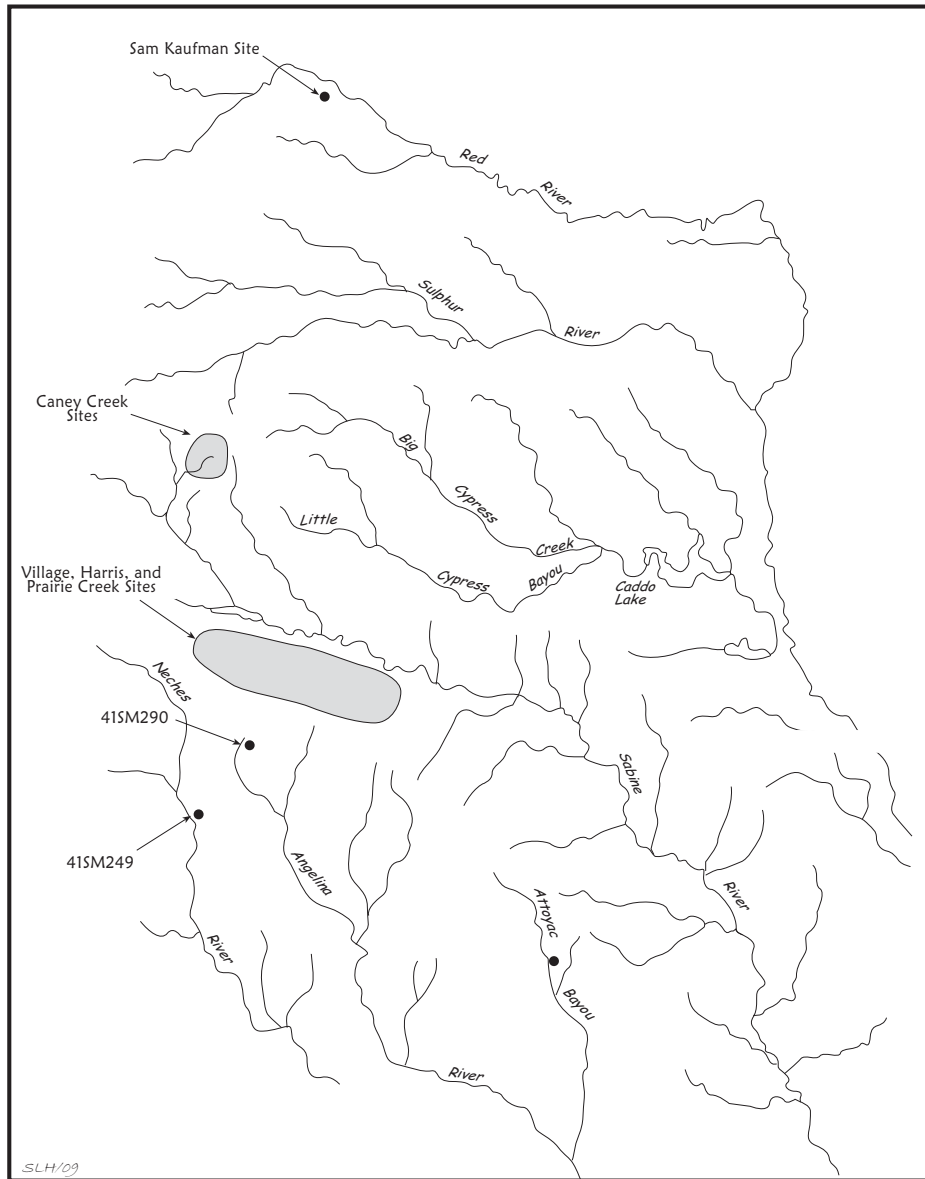 Sam Kaufman Site
Red
River
Sulphur
River
Caney Creek
Sites
Big
Cypress
Creek
Little
Cypress
Bayou
Caddo
Lake
Village, Harris, and
Prairie Creek Sites
Neches
41SM290
Sabine
41SM249
Angelina
River
Attoyac
River
Bayou
River
SLH/09